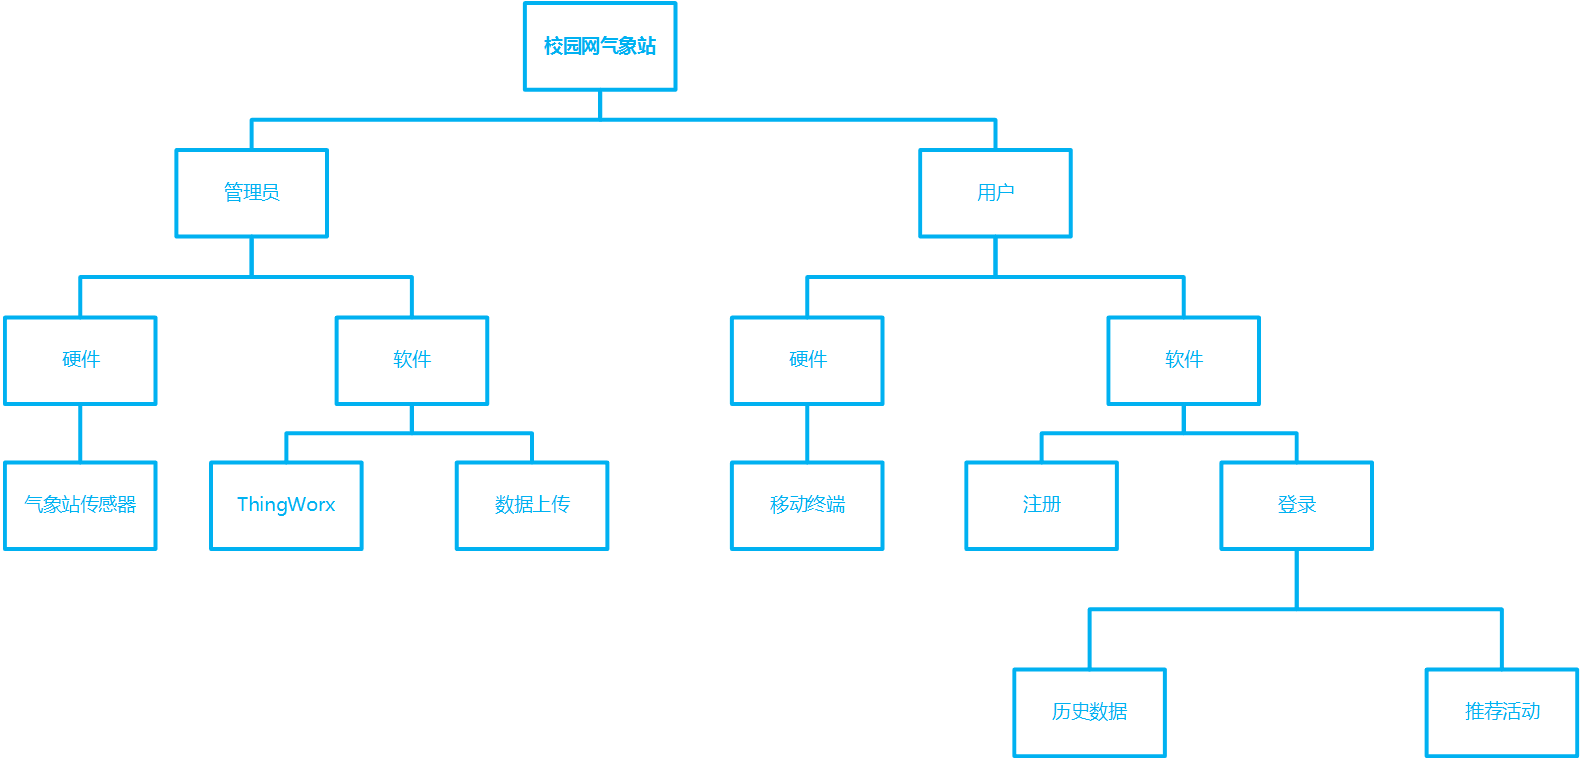 校园网气象站
管理员
用户
硬件
软件
硬件
软件
气象站传感器
ThingWorx
数据上传
移动终端
注册
登录
历史数据
推荐活动